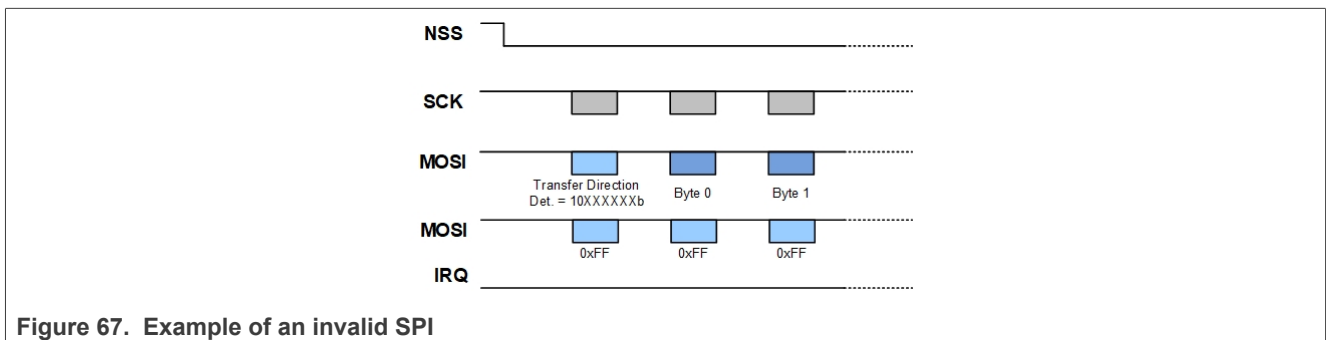 NSS
SCK
MOSI
Transfer Direction
Det. = 10XXXXXXb
Byte 0
Byte 1
MOSI
0xFF
0xFF
0xFF
IRQ
Figure 67. Example of an invalid SPI